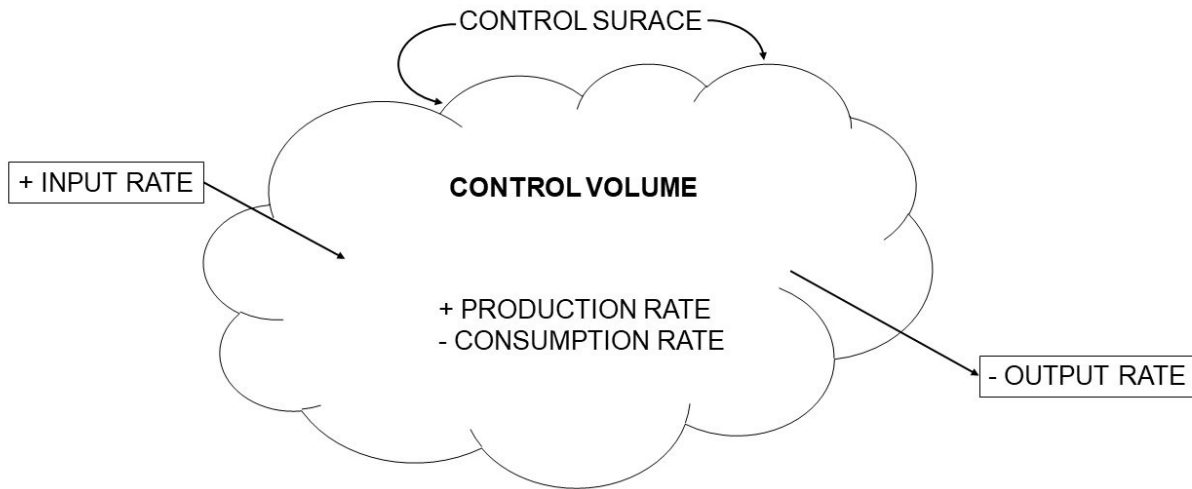 CONTROL SURACE
+ INPUT RATE
CONTROL VOLUME
+ PRODUCTION RATE
- CONSUMPTION RATE
- OUTPUT RATE